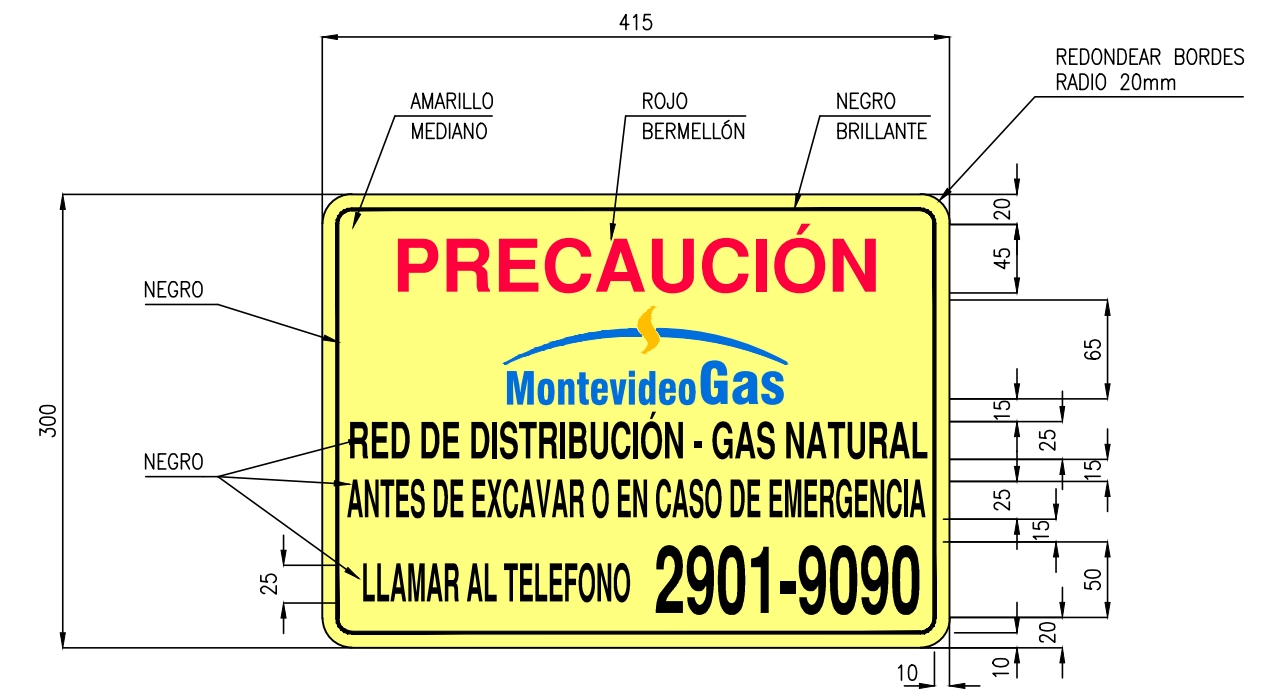 415
REDONDEAR BORDES
RADIO 20mm
AMARILLO
MEDIANO
ROJO
BERMELLÓN
NEGRO
BRILLANTE
20
PRECAUCIÓN
45
NEGRO
65
MontevideoGas
300
15
RED DE DISTRIBUCIÓN - GAS NATURAL
25
NEGRO
15
ANTES DE EXCAVAR O EN CASO DE EMERGENCIA
25
15
25
LLAMAR AL TELEFONO 2901-9090
50
20
10
10